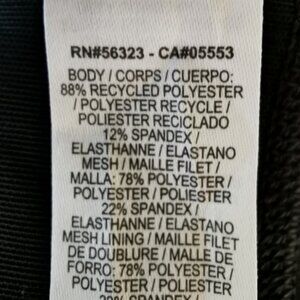 RN#56323 - CA#05553
BODY / CORPS / CUERPO:
88% RECYCLED POLYESTER
/ POLYESTER RECYCLE /
POLIESTER RECICLADO
12% SPANDEX /
ELASTHANNE / ELASTANO
MESH / MAILLE FILET /
MALLA: 78% POLYESTER /
POLYESTER / POLIESTER
22% SPANDEX /
ELASTHANNE / ELASTANO
MESH LINING / MAILLE FILET
DE DOUBLURE / MALLA DE
FORRO: 78% POLYESTER /
POLYESTER / POLIESTER
SPANDEX /